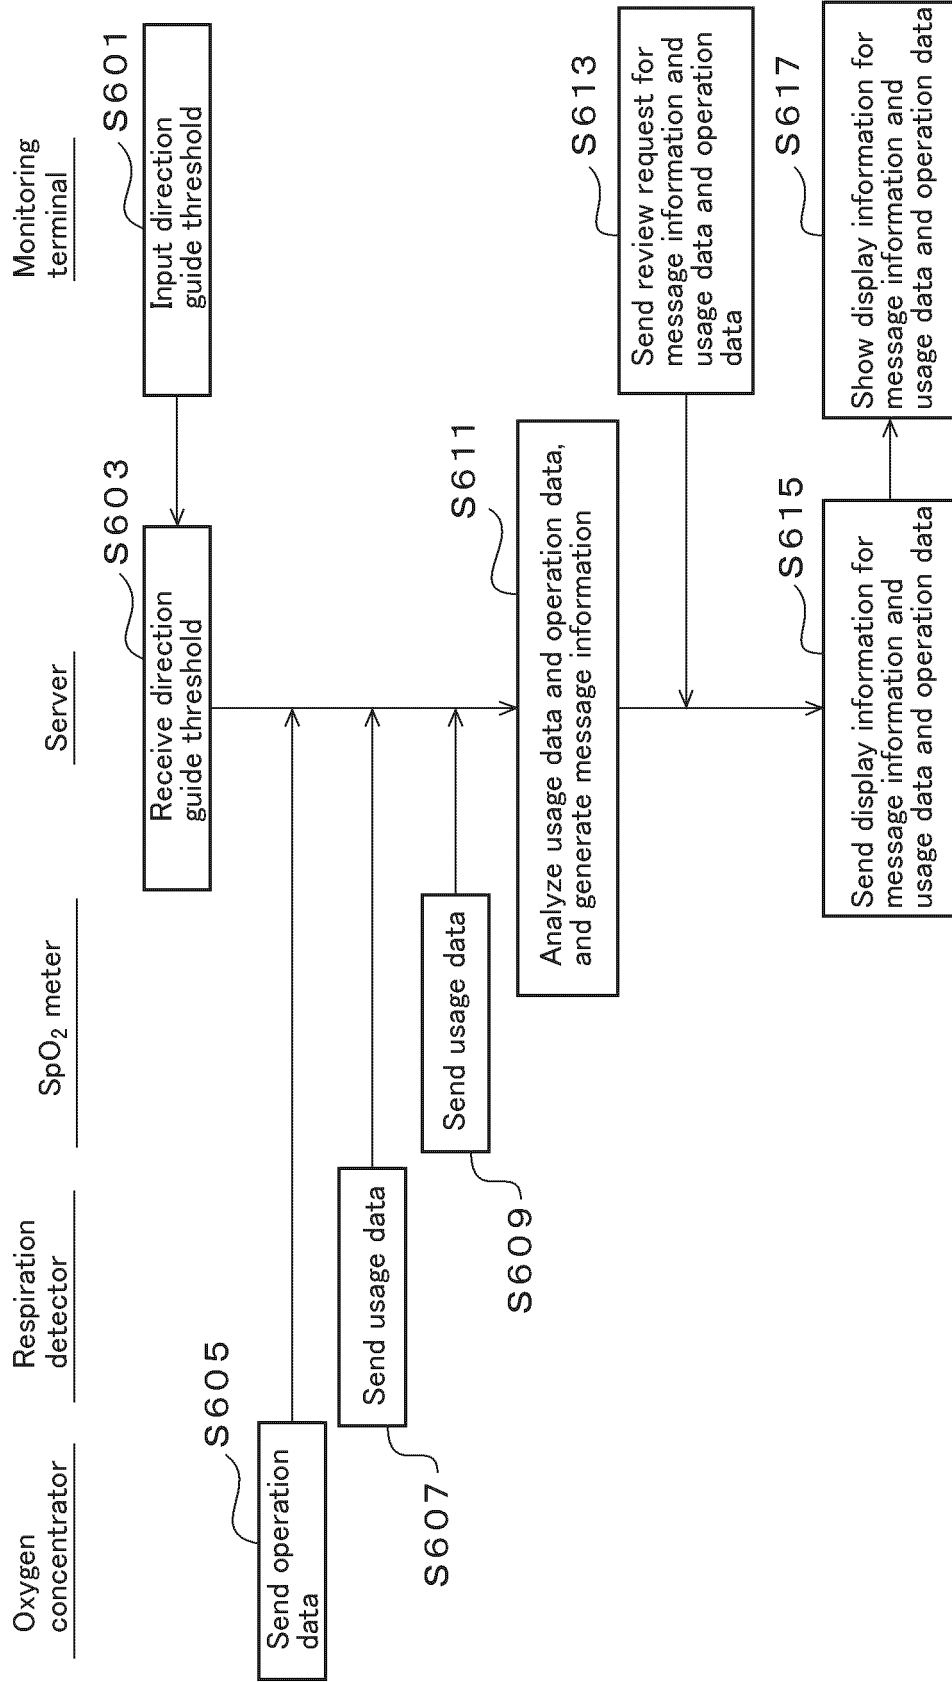 Oxygen
concentrator
Respiration
detector
SpO₂ meter
Server
Monitoring
terminal
S601
Input direction
guide threshold
S603
Receive direction
guide threshold
S605
Send operation
data
S607
Send usage data
S609
Send usage data
S611
Analyze usage data and operation data,
and generate message information
S613
Send review request for
message information and
usage data and operation
data
S615
Send display information for
message information and
usage data and operation data
S617
Show display information for
message information and
usage data and operation data